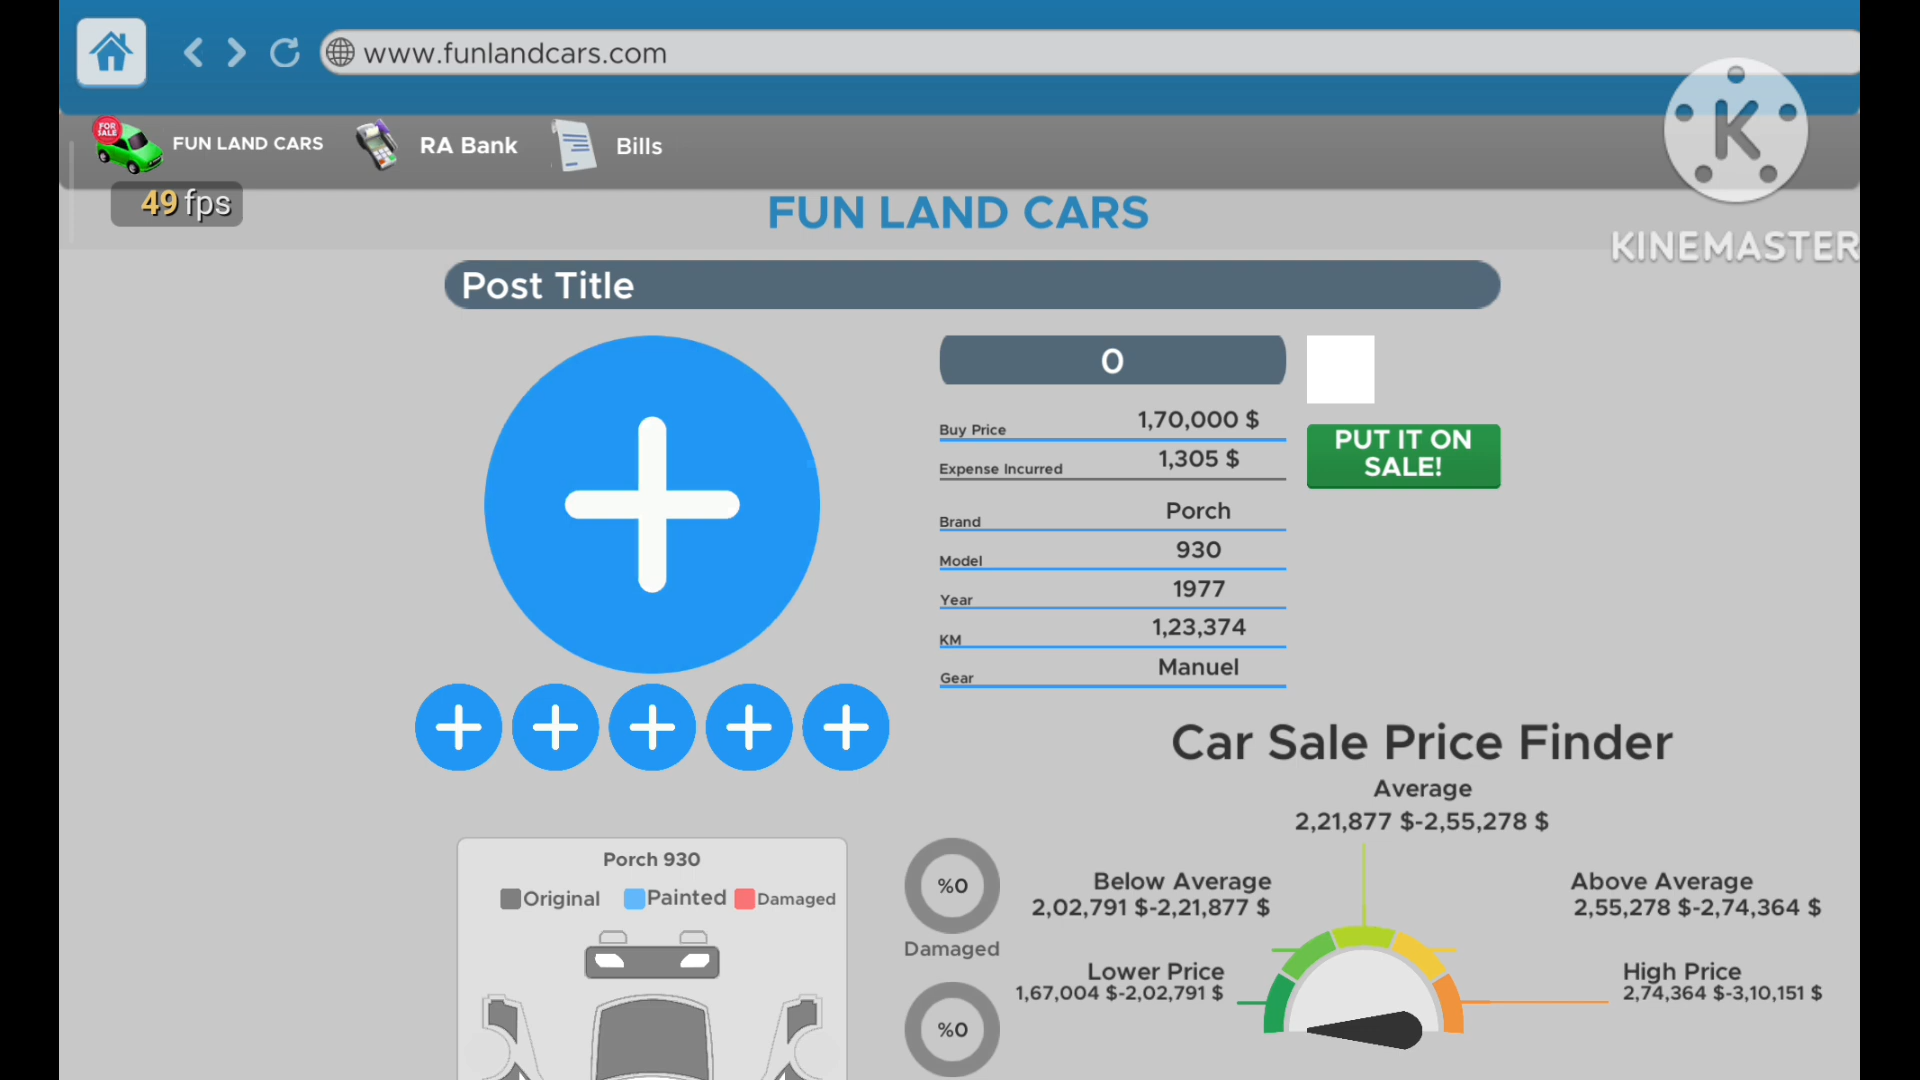 www.funlandcars.com
FOR SALE
FUN LAND CARS
RA Bank
Bills
49 fps
K
KINEMASTER
FUN LAND CARS
Post Title
0
Buy Price 1,70,000 $
Expense Incurred 1,305 $
PUT IT ON
SALE!
Brand Porch
Model 930
Year 1977
KM 1,23,374
Gear Manuel
Car Sale Price Finder
Average
2,21,877 $-2,55,278 $
Below Average
2,02,791 $-2,21,877 $
Above Average
2,55,278 $-2,74,364 $
Lower Price
1,67,004 $-2,02,791 $
High Price
2,74,364 $-3,10,151 $
Porch 930
Original Painted Damaged
%0
Damaged
%0